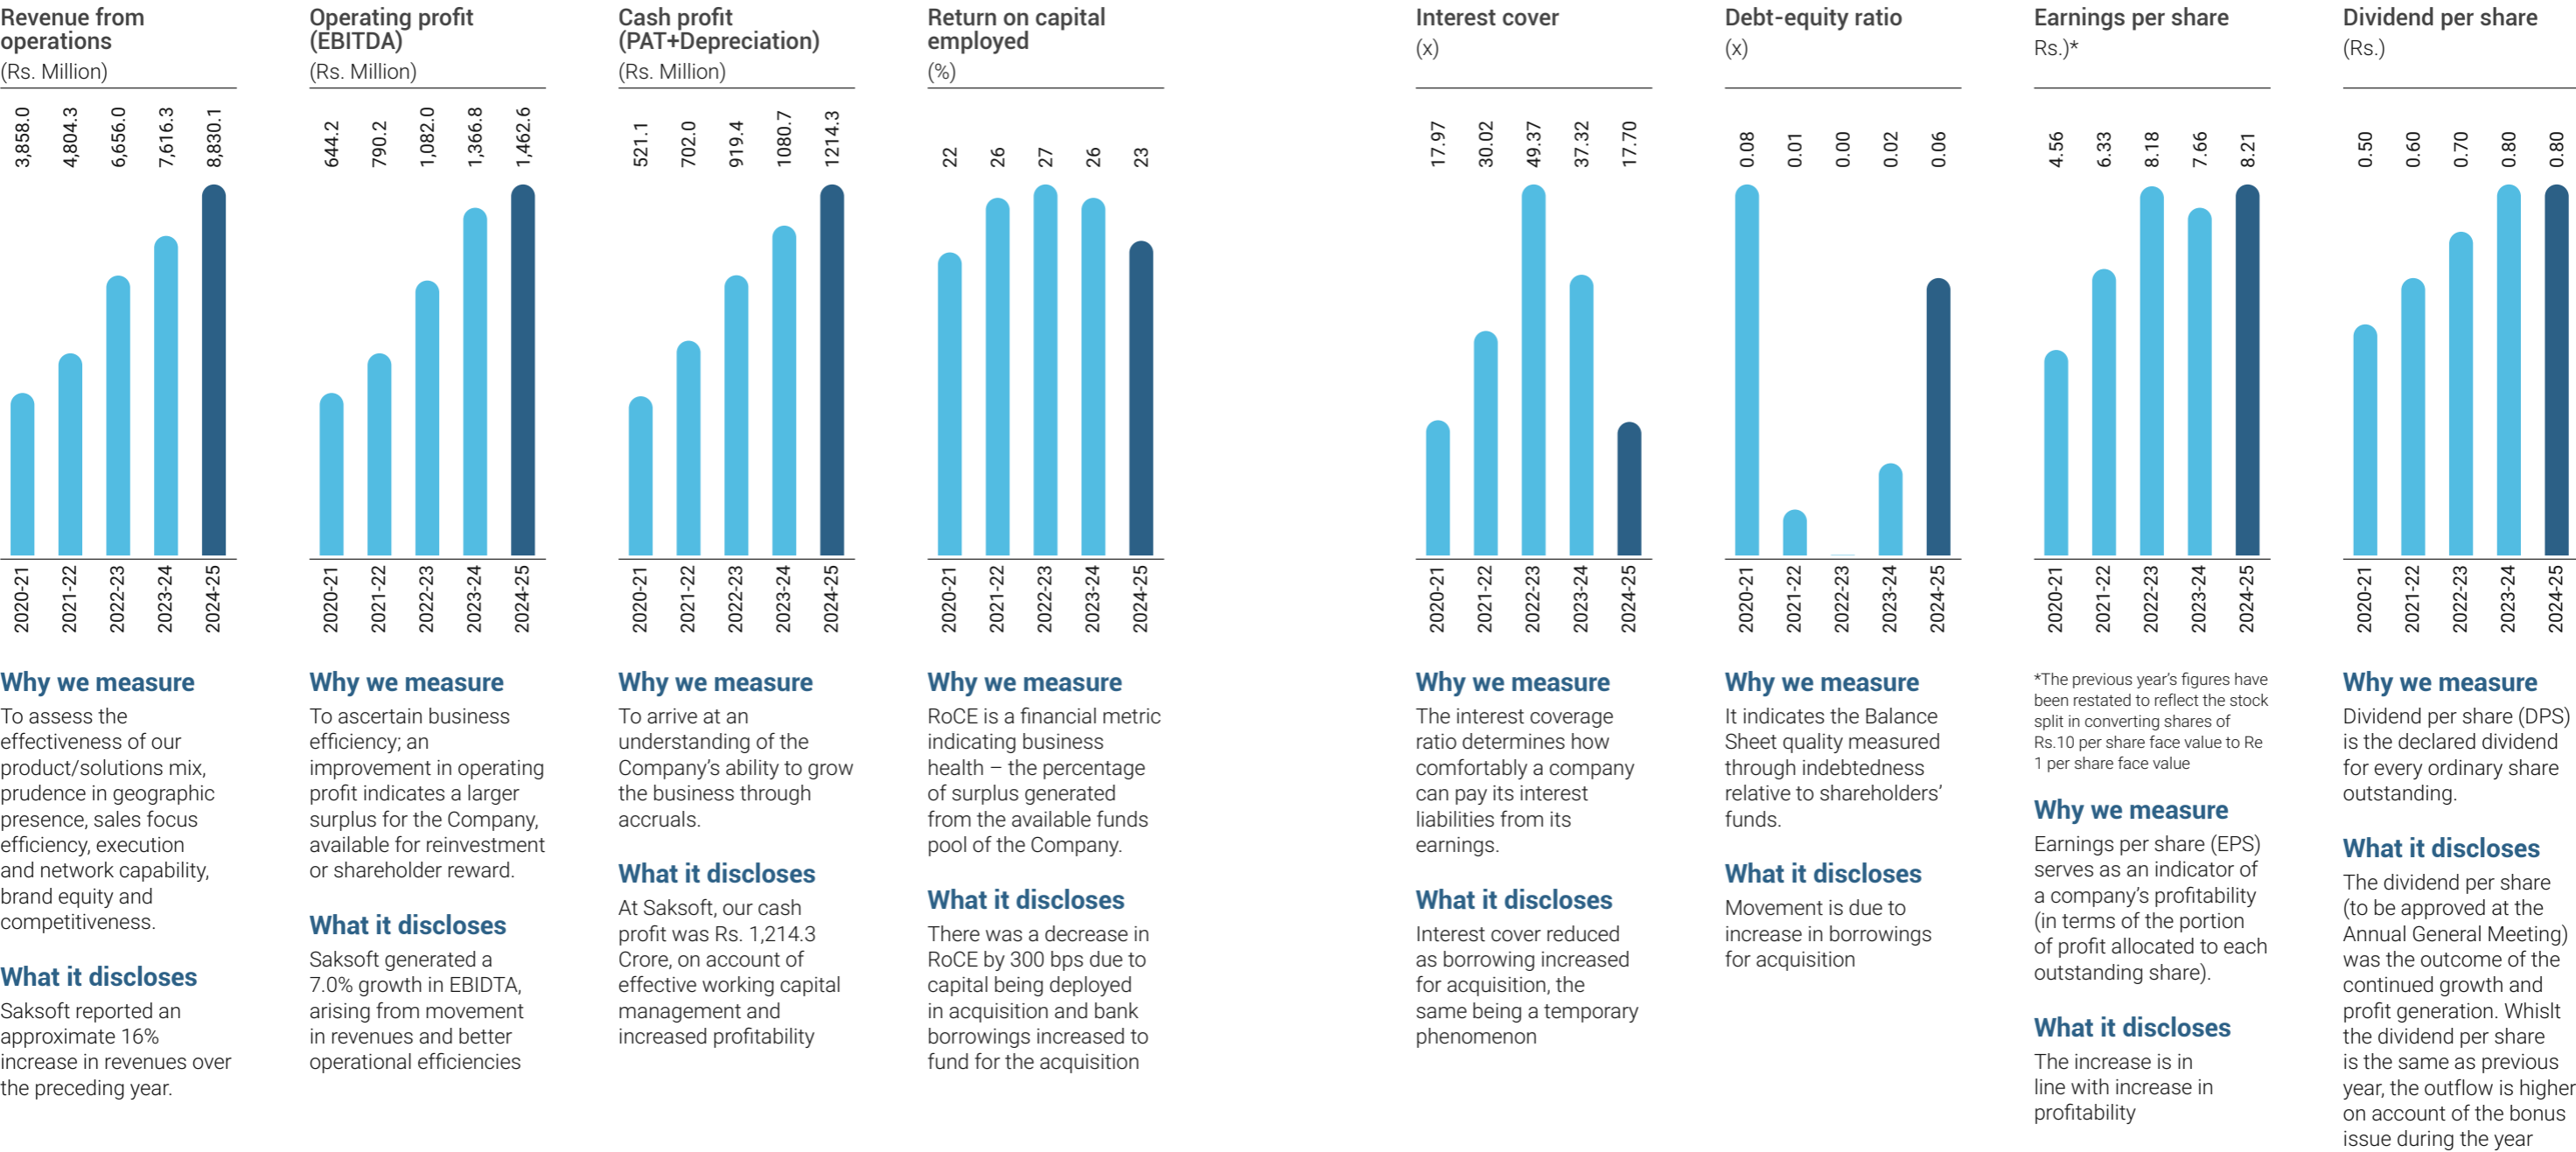 Revenue from
operations
(Rs. Million)
3,858.0
4,804.3
6,656.0
7,616.3
8,830.1
2020-21
2021-22
2022-23
2023-24
2024-25
Why we measure
To assess the
effectiveness of our
product/solutions mix,
prudence in geographic
presence, sales focus
efficiency, execution
and network capability,
brand equity and
competitiveness.
What it discloses
Saksoft reported an
approximate 16%
increase in revenues over
the preceding year.
Operating profit
(EBITDA)
(Rs. Million)
644.2
790.2
1,082.0
1,366.8
1,462.6
2020-21
2021-22
2022-23
2023-24
2024-25
Why we measure
To ascertain business
efficiency; an
improvement in operating
profit indicates a larger
surplus for the Company,
available for reinvestment
or shareholder reward.
What it discloses
Saksoft generated a
7.0% growth in EBIDTA,
arising from movement
in revenues and better
operational efficiencies
Cash profit
(PAT+Depreciation)
(Rs. Million)
521.1
702.0
919.4
1080.7
1214.3
2020-21
2021-22
2022-23
2023-24
2024-25
Why we measure
To arrive at an
understanding of the
Company's ability to grow
the business through
accruals.
What it discloses
At Saksoft, our cash
profit was Rs. 1,214.3
Crore, on account of
effective working capital
management and
increased profitability
Return on capital
employed
(%)
22
26
27
26
23
2020-21
2021-22
2022-23
2023-24
2024-25
Why we measure
RoCE is a financial metric
indicating business
health – the percentage
of surplus generated
from the available funds
pool of the Company.
What it discloses
There was a decrease in
RoCE by 300 bps due to
capital being deployed
in acquisition and bank
borrowings increased to
fund for the acquisition
Interest cover
(x)
17.97
30.02
49.37
37.32
17.70
2020-21
2021-22
2022-23
2023-24
2024-25
Why we measure
The interest coverage
ratio determines how
comfortably a company
can pay its interest
liabilities from its
earnings.
What it discloses
Interest cover reduced
as borrowing increased
for acquisition, the
same being a temporary
phenomenon
Debt-equity ratio
(x)
0.08
0.01
0.00
0.02
0.06
2020-21
2021-22
2022-23
2023-24
2024-25
Why we measure
It indicates the Balance
Sheet quality measured
through indebtedness
relative to shareholders'
funds.
What it discloses
Movement is due to
increase in borrowings
for acquisition
Earnings per share
Rs.)*
4.56
6.33
8.18
7.66
8.21
2020-21
2021-22
2022-23
2023-24
2024-25
*The previous year's figures have
been restated to reflect the stock
split in converting shares of
Rs.10 per share face value to Re
1 per share face value
Why we measure
Earnings per share (EPS)
serves as an indicator of
a company's profitability
(in terms of the portion
of profit allocated to each
outstanding share).
What it discloses
The increase is in
line with increase in
profitability
Dividend per share
(Rs.)
0.50
0.60
0.70
0.80
0.80
2020-21
2021-22
2022-23
2023-24
2024-25
Why we measure
Dividend per share (DPS)
is the declared dividend
for every ordinary share
outstanding.
What it discloses
The dividend per share
(to be approved at the
Annual General Meeting)
was the outcome of the
continued growth and
profit generation. Whislt
the dividend per share
is the same as previous
year, the outflow is higher
on account of the bonus
issue during the year